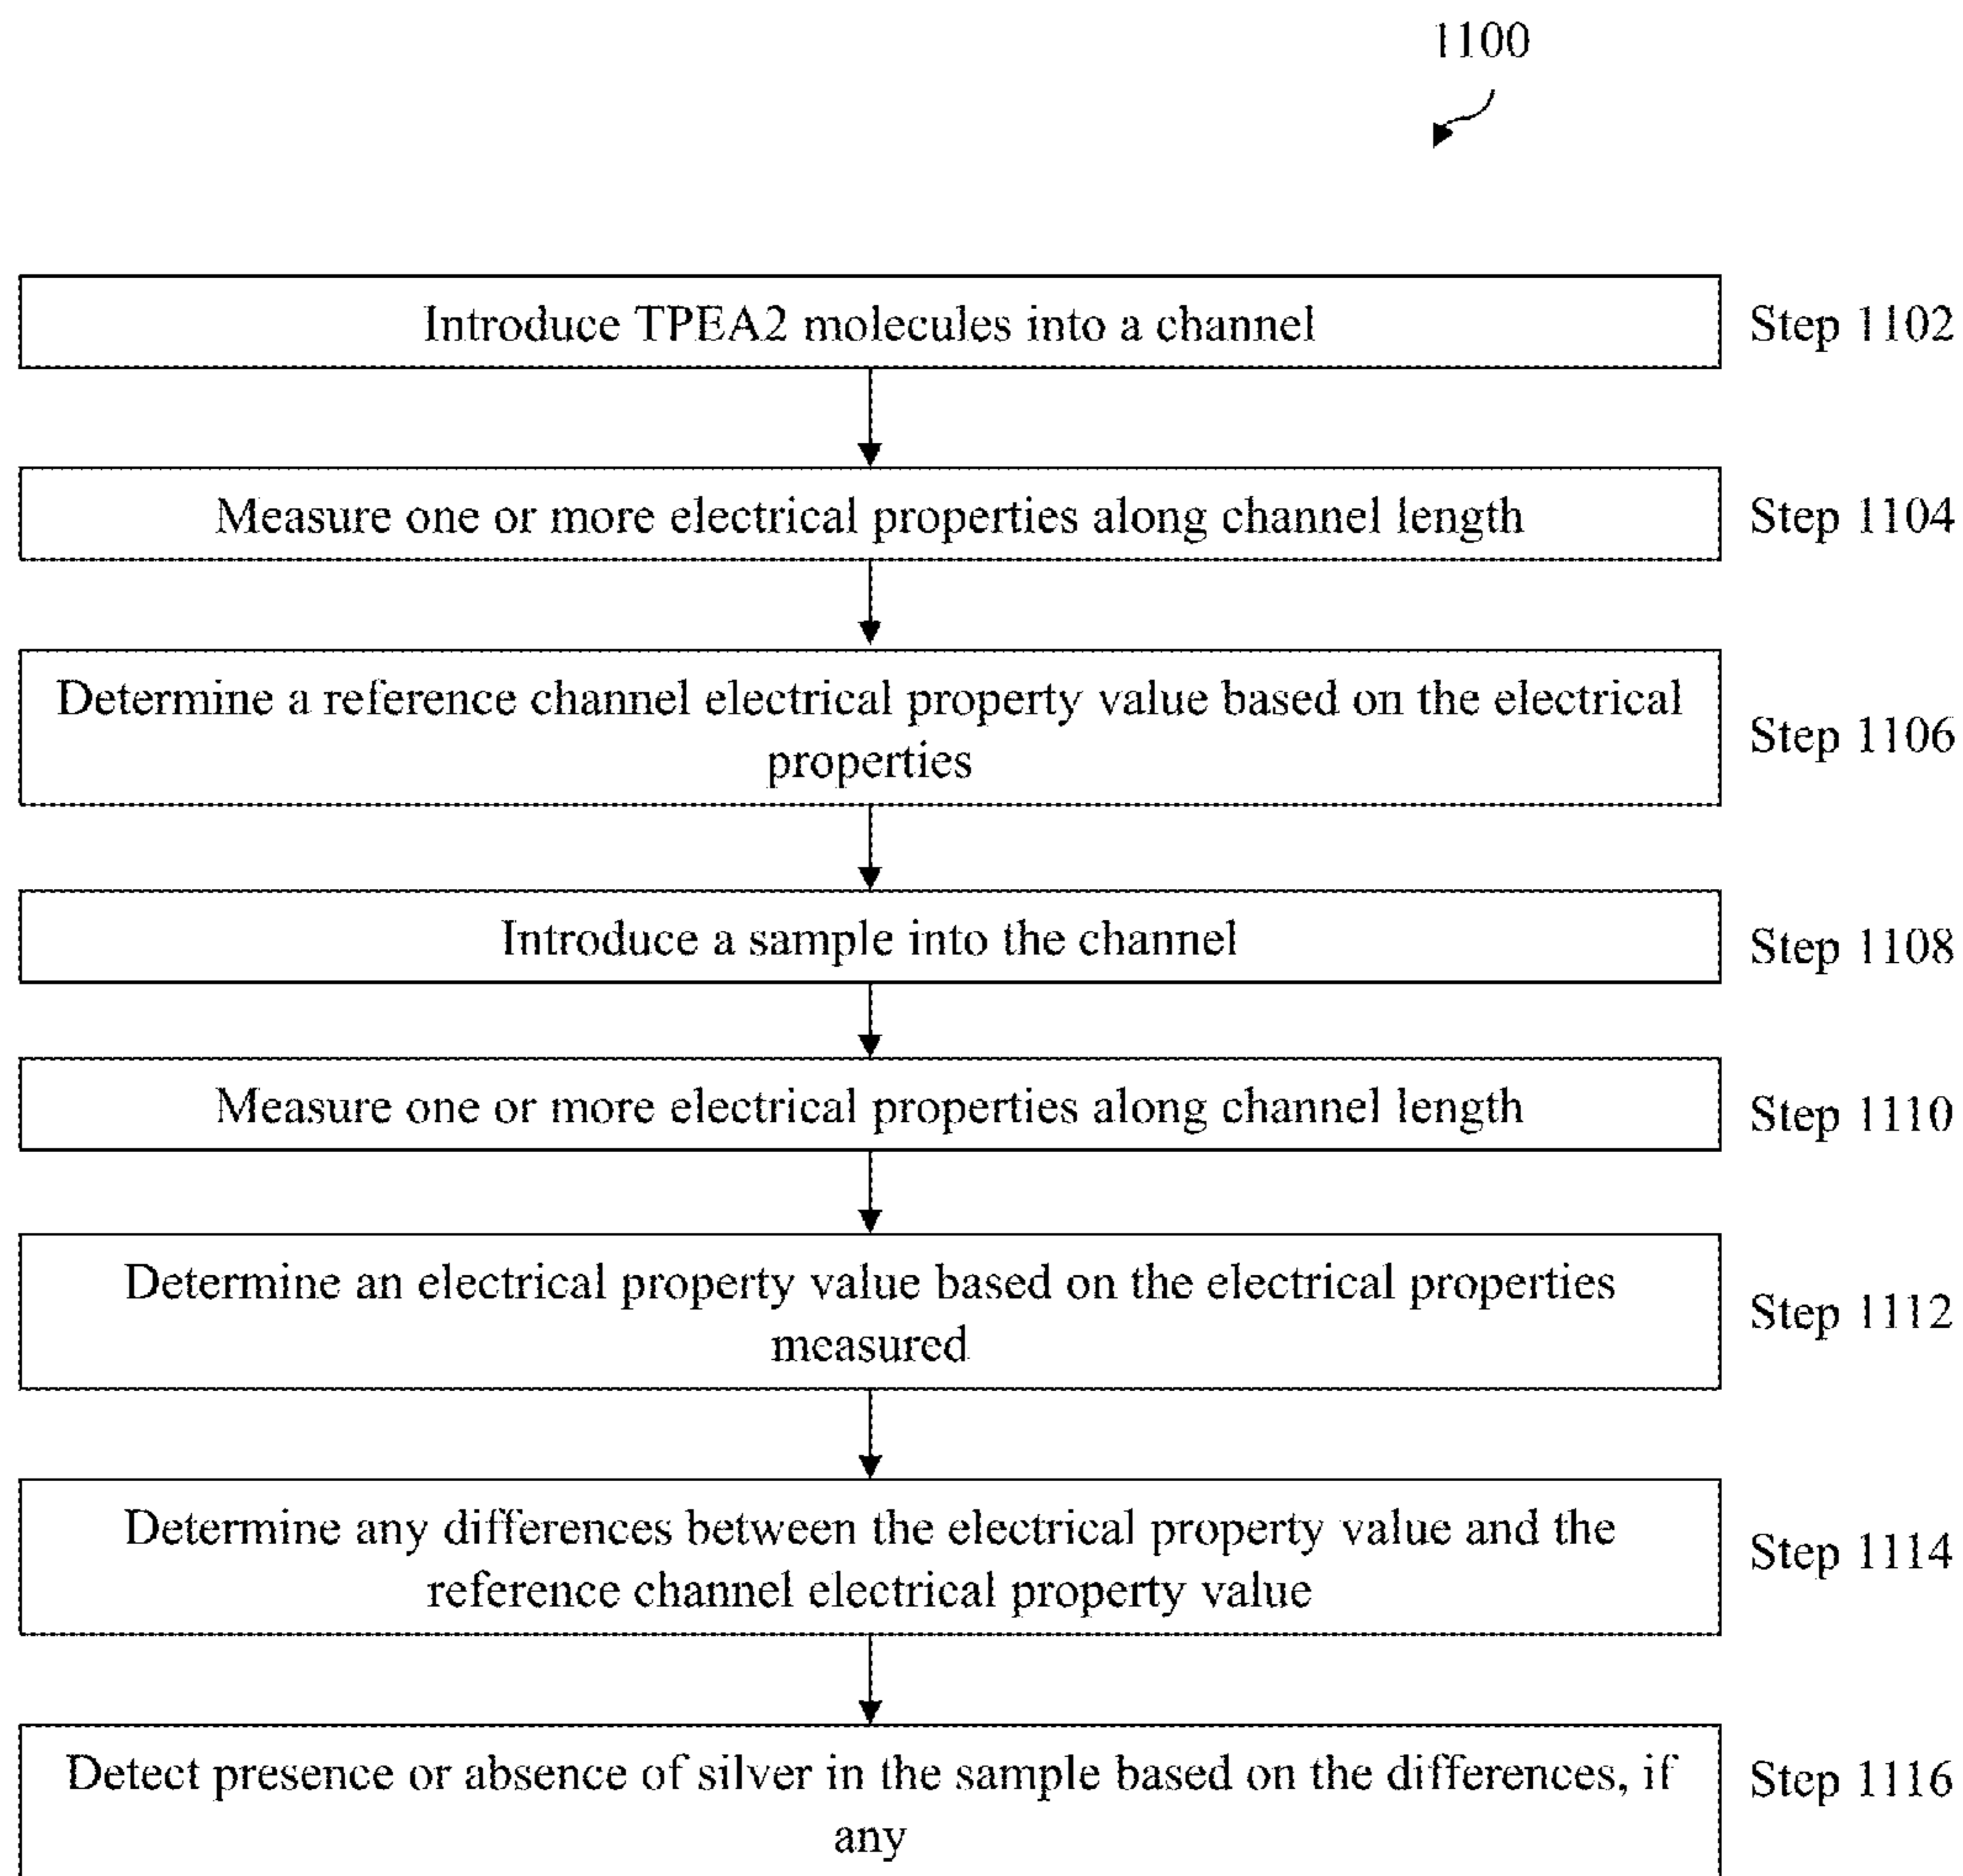 1100
Introduce TPEA2 molecules into a channel
Step 1102
Measure one or more electrical properties along channel length
Step 1104
Determine a reference channel electrical property value based on the electrical
properties
Step 1106
Introduce a sample into the channel
Step 1108
Measure one or more electrical properties along channel length
Step 1110
Determine an electrical property value based on the electrical properties
measured
Step 1112
Determine any differences between the electrical property value and the
reference channel electrical property value
Step 1114
Detect presence or absence of silver in the sample based on the differences, if
any
Step 1116